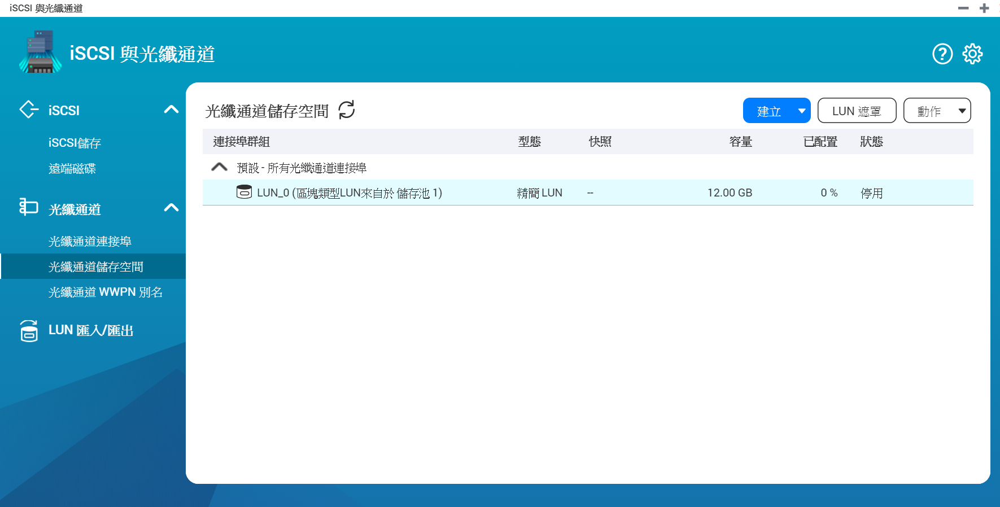 iSCSI 與光纖通道
iSCSI 與光纖通道
iSCSI
iSCSI儲存
遠端磁碟
光纖通道
光纖通道連接埠
光纖通道儲存空間
光纖通道 WWPN 別名
LUN 匯入/匯出
光纖通道儲存空間
建立
LUN 遮罩
動作
連接埠群組 型態 快照 容量 已配置 狀態
預設 - 所有光纖通道連接埠
LUN_0 (區塊類型LUN來自於 儲存池 1) 精簡 LUN -- 12.00 GB 0 % 停用